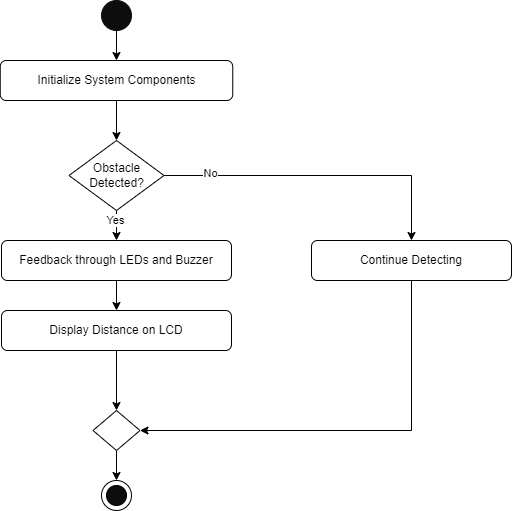 Initialize System Components
Obstacle
Detected?
No
Yes
Feedback through LEDs and Buzzer
Continue Detecting
Display Distance on LCD